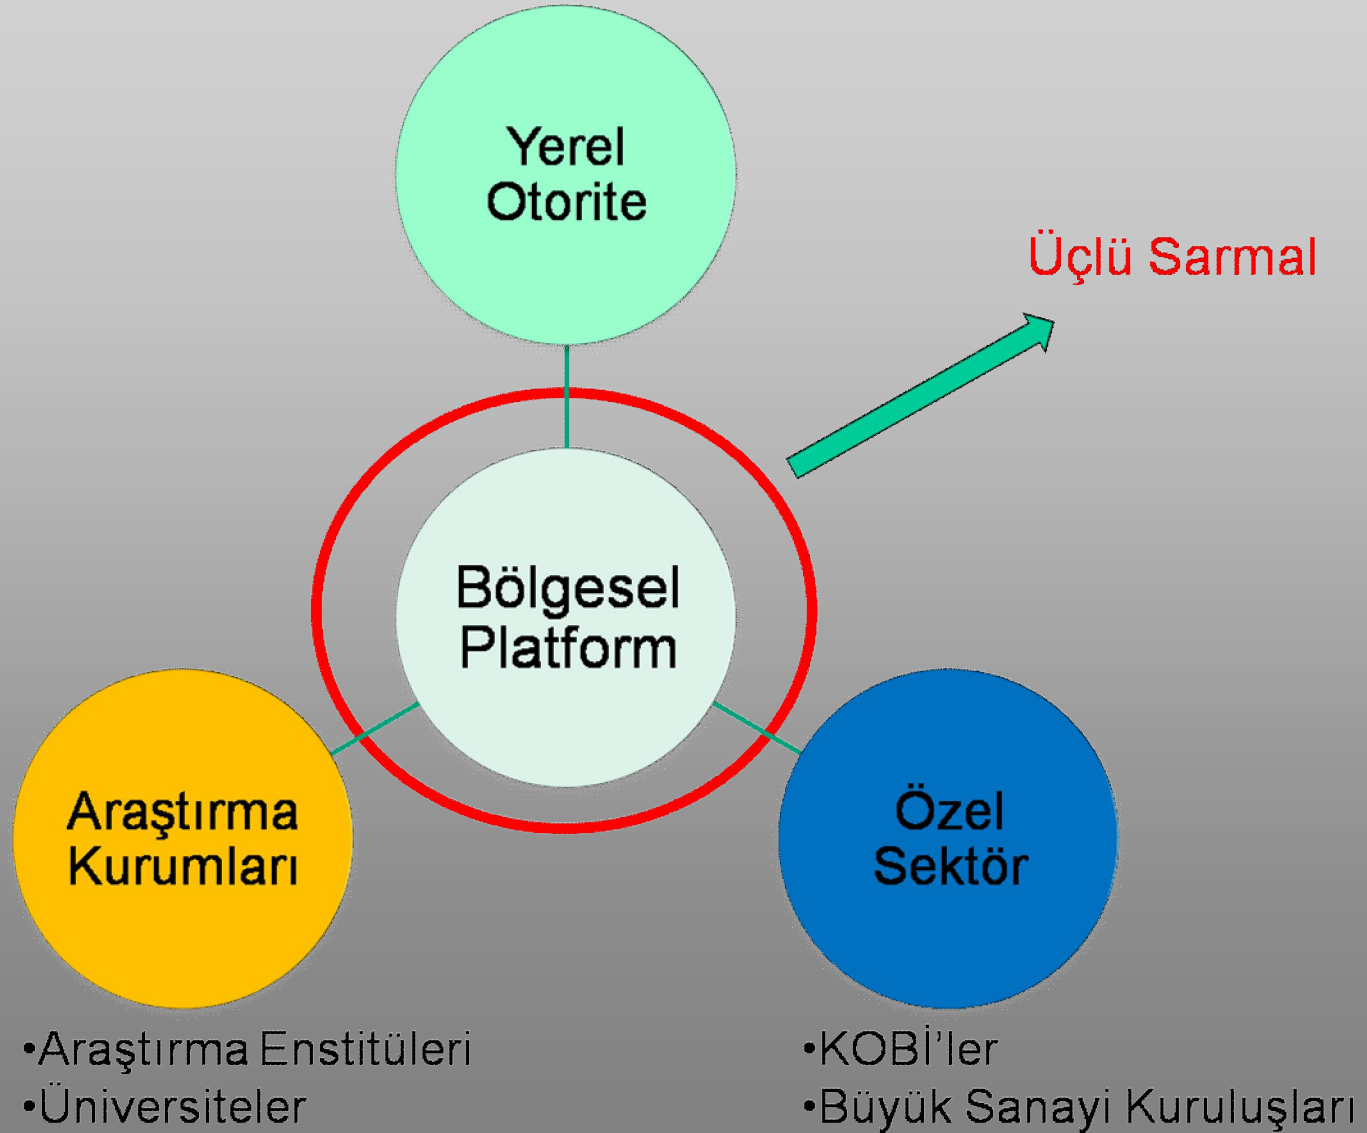 Yerel
Otorite
Üçlü Sarmal
Bölgesel
Platform
Araştırma
Kurumları
Özel
Sektör
•Araştırma Enstitüleri
•Üniversiteler
•KOBİ’ler
•Büyük Sanayi Kuruluşları